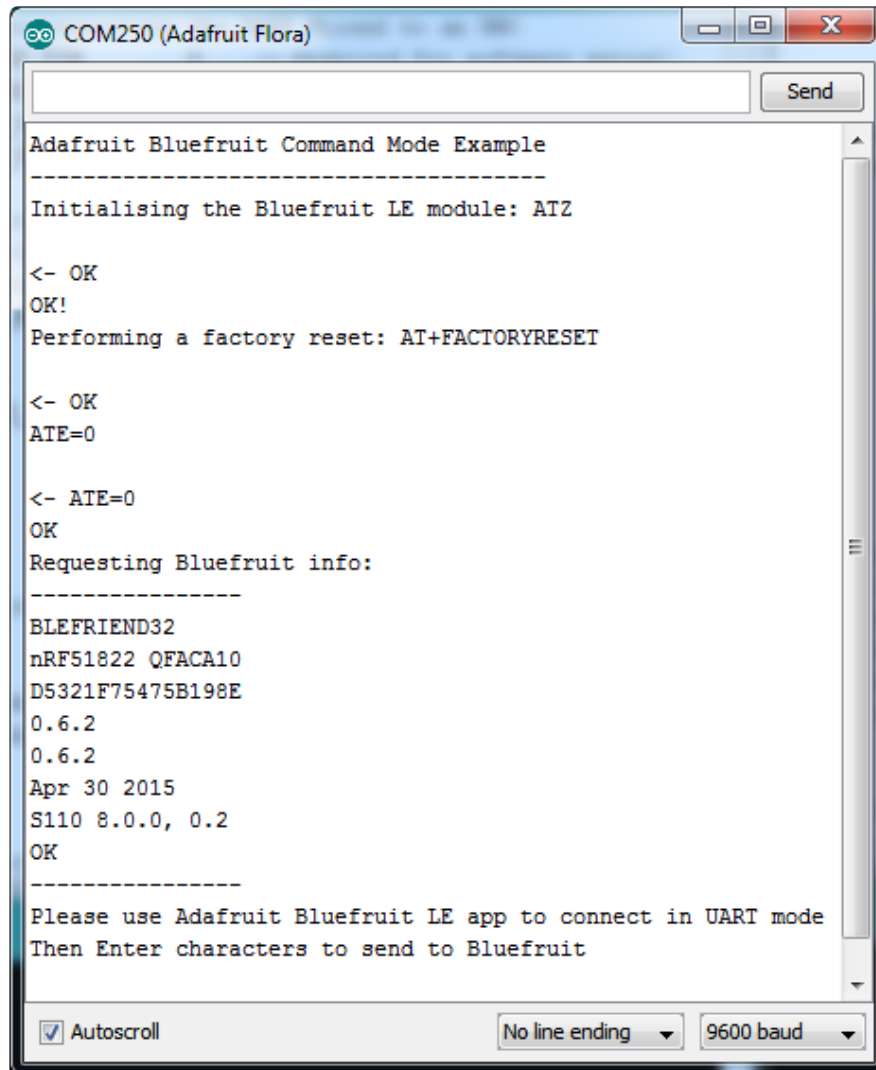 COM250 (Adafruit Flora)
Send
Adafruit Bluefruit Command Mode Example
---------------------------------------
Initialising the Bluefruit LE module: ATZ

<- OK
OK!
Performing a factory reset: AT+FACTORYRESET

<- OK
ATE=0

<- ATE=0
OK
Requesting Bluefruit info:
----------------
BLEFRIEND32
nRF51822 QFACA10
D5321F75475B198E
0.6.2
0.6.2
Apr 30 2015
S110 8.0.0, 0.2
OK
----------------
Please use Adafruit Bluefruit LE app to connect in UART mode
Then Enter characters to send to Bluefruit
Autoscroll No line ending 9600 baud